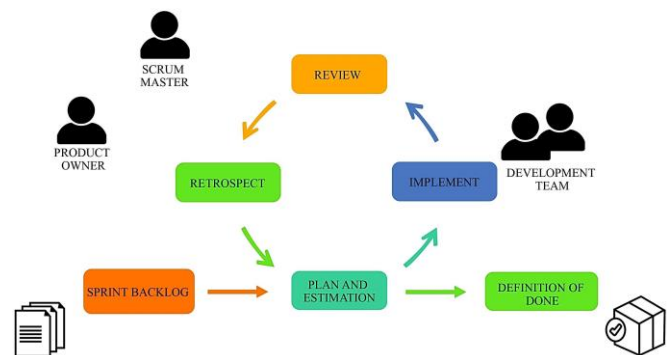 SCRUM
MASTER
REVIEW
PRODUCT
OWNER
RETROSPECT
IMPLEMENT
DEVELOPMENT
TEAM
SPRINT BACKLOG
PLAN AND
ESTIMATION
DEFINITION OF
DONE